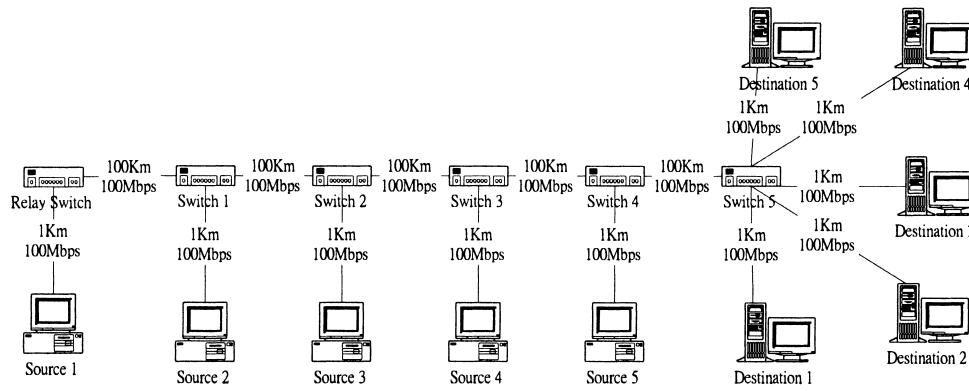 Destination 5
Destination 4
1Km
100Mbps
1Km
100Mbps
100Km
100Mbps
100Km
100Mbps
100Km
100Mbps
100Km
100Mbps
100Km
100Mbps
1Km
100Mbps
Relay Switch
Switch 1
Switch 2
Switch 3
Switch 4
Switch 5
Destination
1Km
100Mbps
1Km
100Mbps
1Km
100Mbps
1Km
100Mbps
1Km
100Mbps
1Km
100Mbps
1Km
100Mbps
Source 1
Source 2
Source 3
Source 4
Source 5
Destination 1
Destination 2